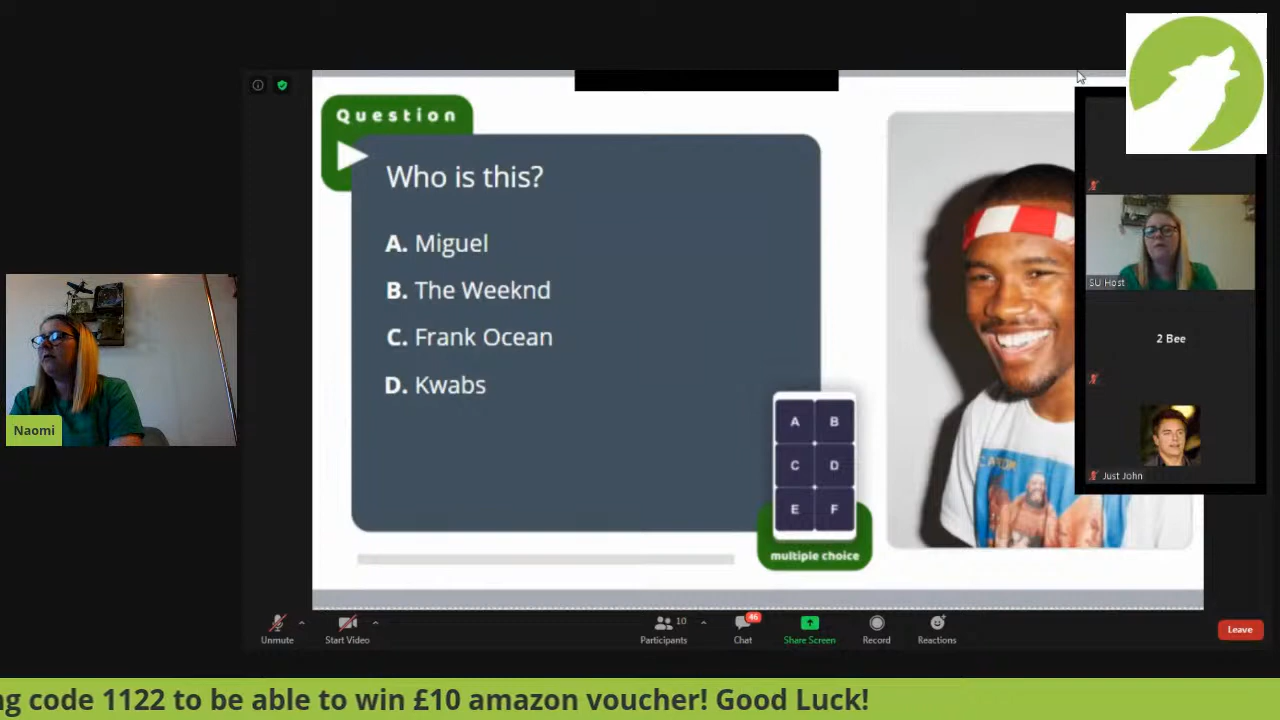 Question
Who is this?
A. Miguel
B. The Weeknd
C. Frank Ocean
D. Kwabs
A B
C D
E F
multiple choice
SU Host
2 Bee
Just John
Naomi
10
46
Unmute
Start Video
Participants
Chat
Share Screen
Record
Reactions
Leave
ng code 1122 to be able to win £10 amazon voucher! Good Luck!